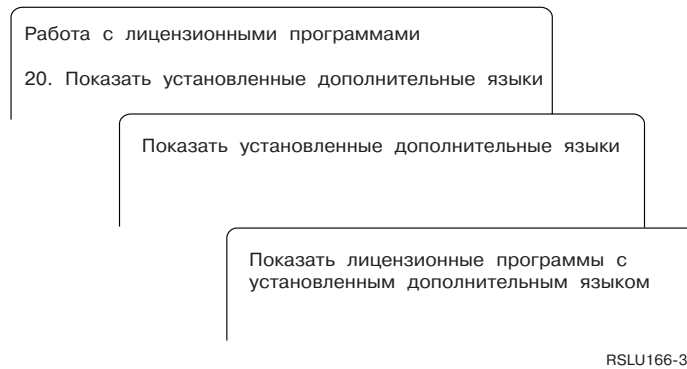 Работа с лицензионными программами
20. Показать установленные дополнительные языки
Показать установленные дополнительные языки
Показать лицензионные программы с
установленным дополнительным языком
RSLU166-3